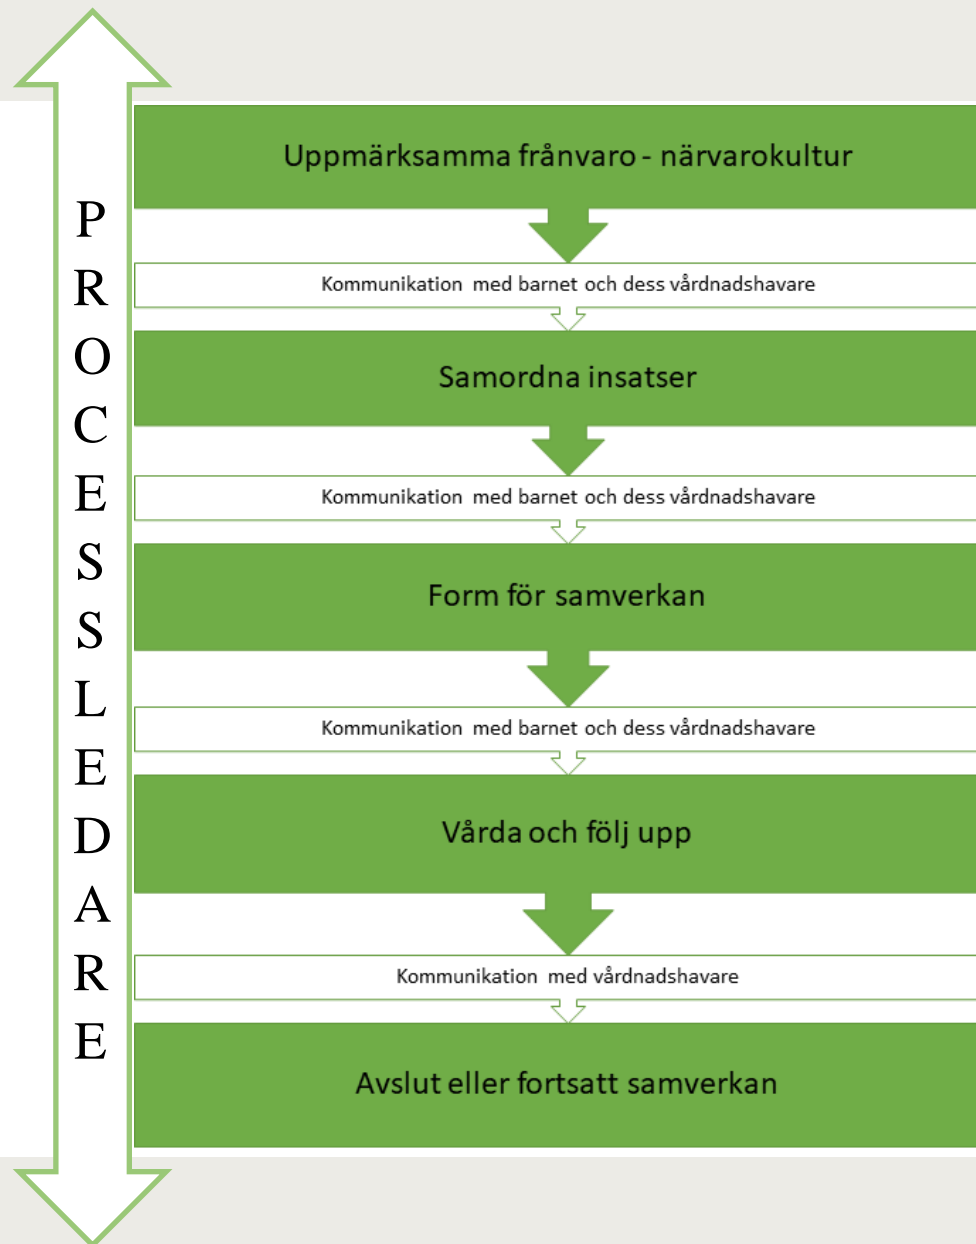 PROCESSLEDARE
Uppmärksamma frånvaro - närvarokultur
Kommunikation med barnet och dess vårdnadshavare
Samordna insatser
Kommunikation med barnet och dess vårdnadshavare
Form för samverkan
Kommunikation med barnet och dess vårdnadshavare
Vårda och följ upp
Kommunikation med vårdnadshavare
Avslut eller fortsatt samverkan